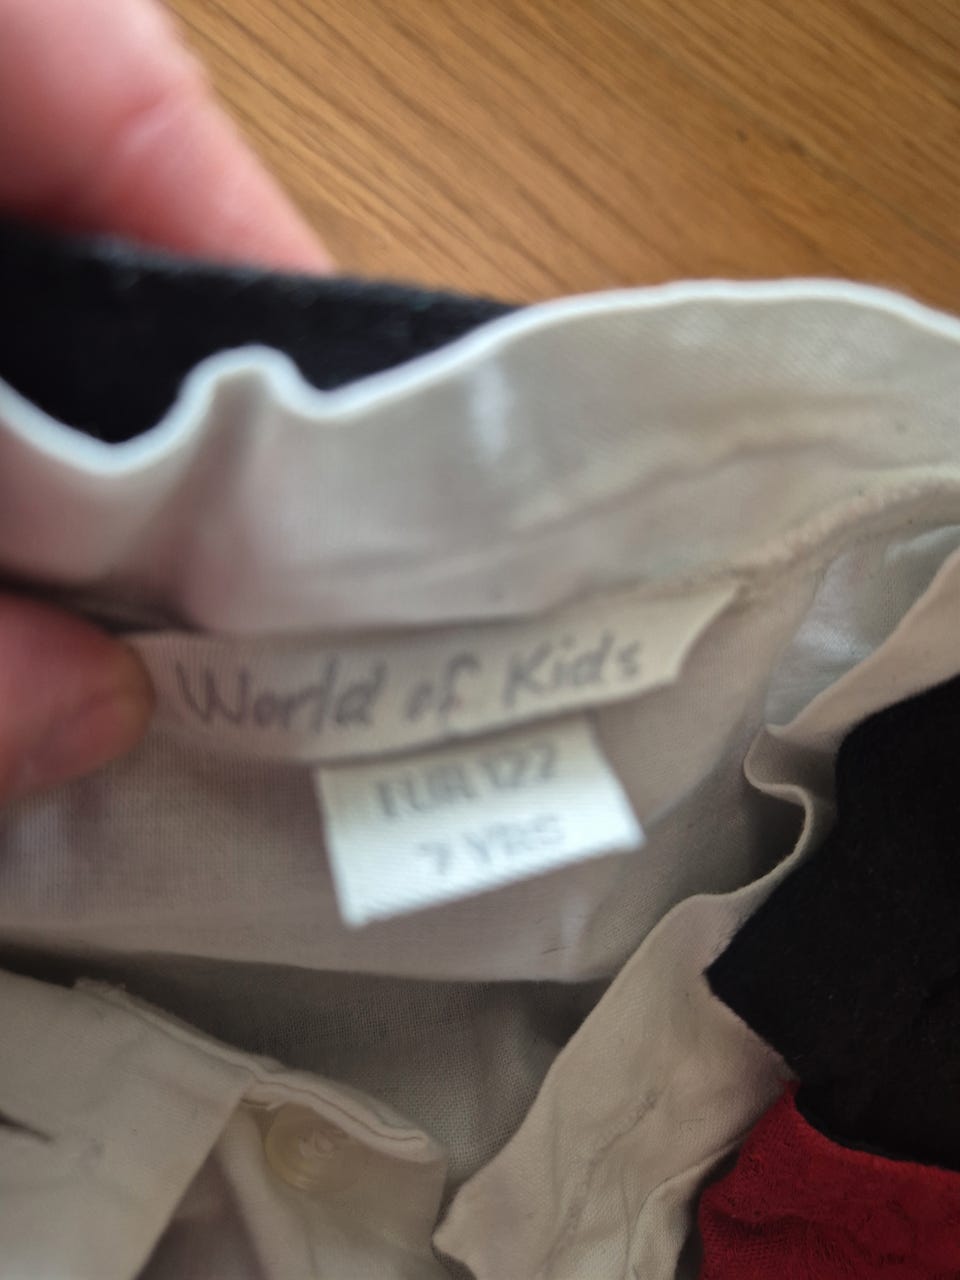 World of Kids
EUR 122
7 YRS